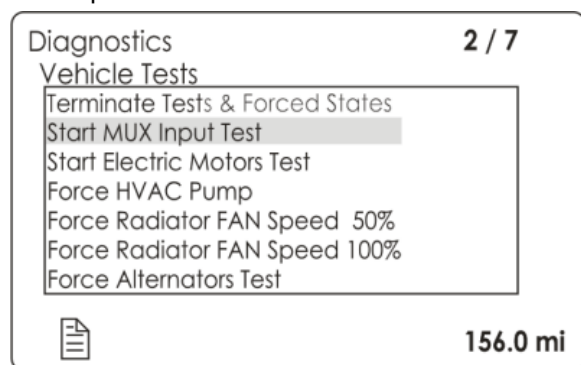 Diagnostics 2 / 7
Vehicle Tests
Terminate Tests & Forced States
Start MUX Input Test
Start Electric Motors Test
Force HVAC Pump
Force Radiator FAN Speed 50%
Force Radiator FAN Speed 100%
Force Alternators Test
156.0 mi